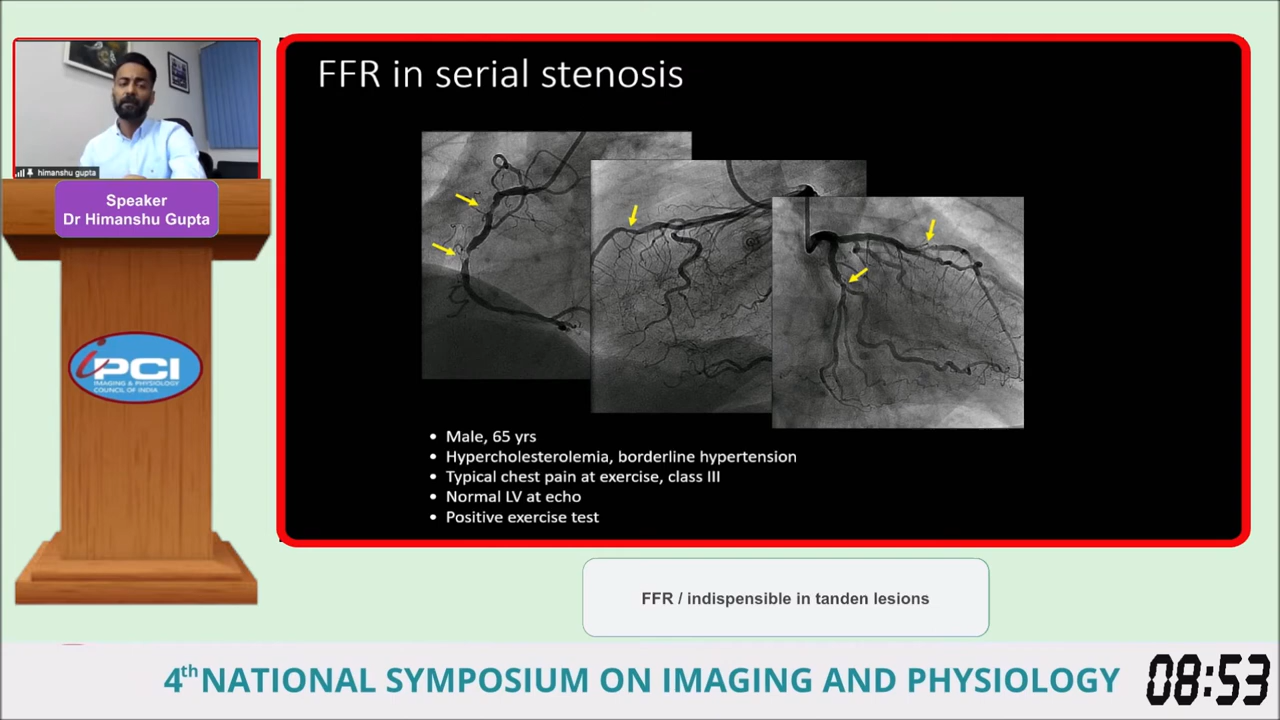 himanshu gupta
Speaker
Dr Himanshu Gupta
iPCI
IMAGING & PHYSIOLOGY
COUNCIL OF INDIA
FFR in serial stenosis
• Male, 65 yrs
• Hypercholesterolemia, borderline hypertension
• Typical chest pain at exercise, class III
• Normal LV at echo
• Positive exercise test
FFR / indispensible in tanden lesions
4th NATIONAL SYMPOSIUM ON IMAGING AND PHYSIOLOGY
08:53